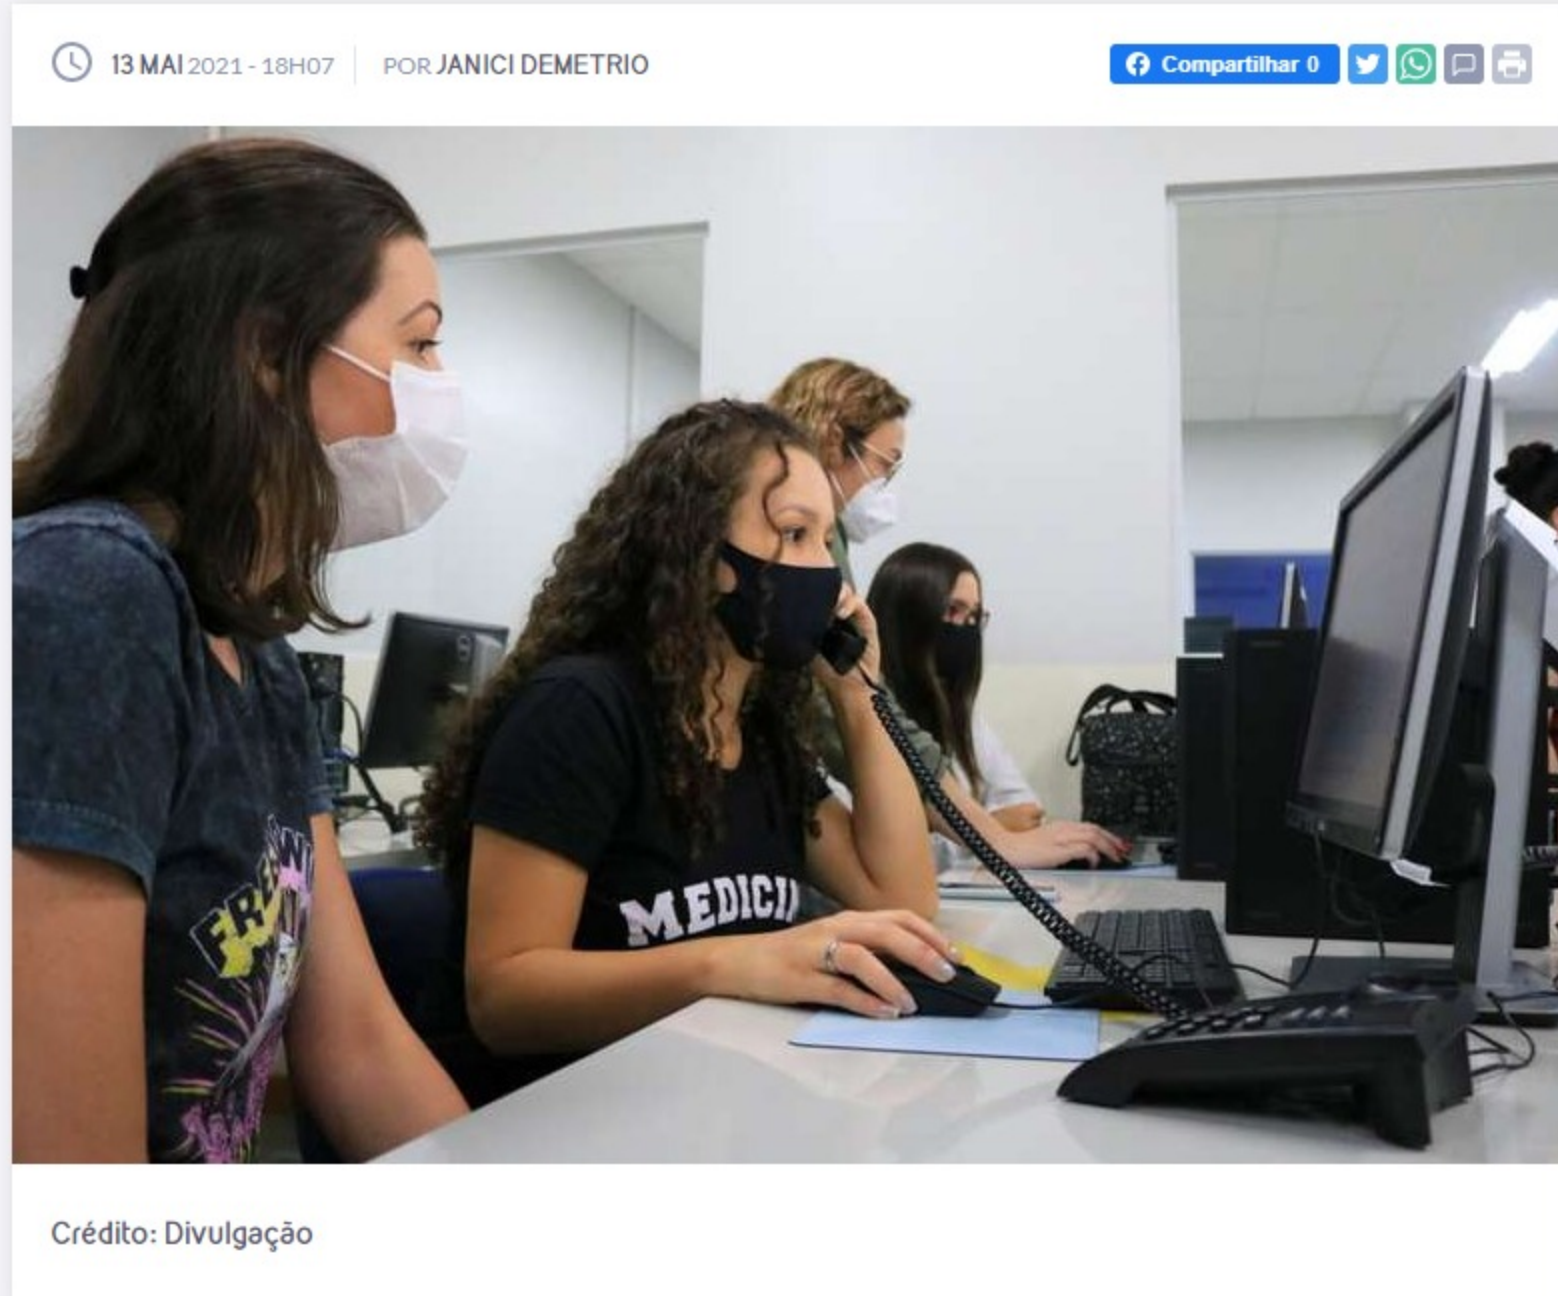 13 MAI 2021 - 18H07
POR JANICI DEMETRIO
Compartilhar 0
MEDICI
Crédito: Divulgação